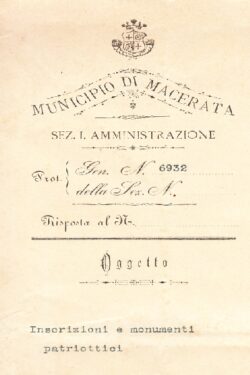 MUNICIPIO DI MACERATA
SEZ. I. AMMINISTRAZIONE
Prot. Gen. N. 6932
della Sez. N.
Risposta al N.
Oggetto
Inscrizioni e monumenti
patriottici